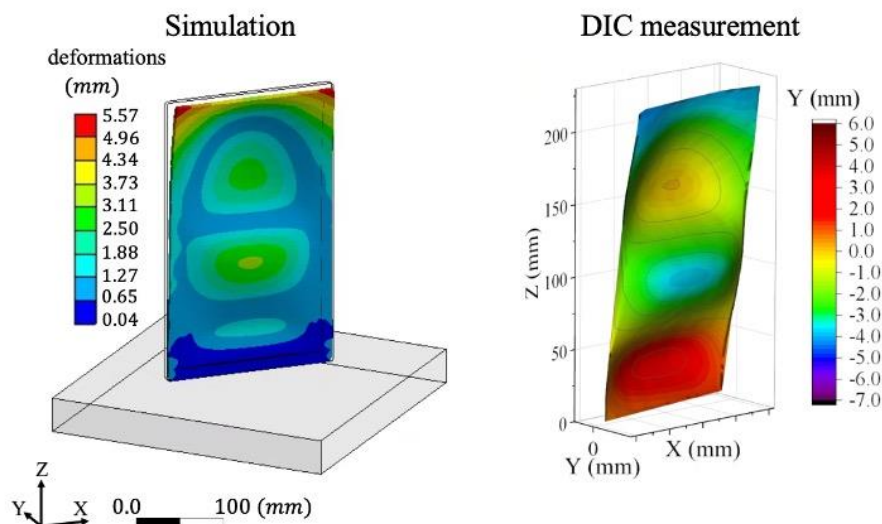 Simulation
DIC measurement
deformations
(mm)
5.57
4.96
4.34
3.73
3.11
2.50
1.88
1.27
0.65
0.04
Z
Y
X
0.0
100 (mm)
Z (mm)
200
150
100
50
0
0
Y (mm)
X (mm)
Y (mm)
6.0
5.0
4.0
3.0
2.0
1.0
0.0
-1.0
-2.0
-3.0
-4.0
-5.0
-6.0
-7.0